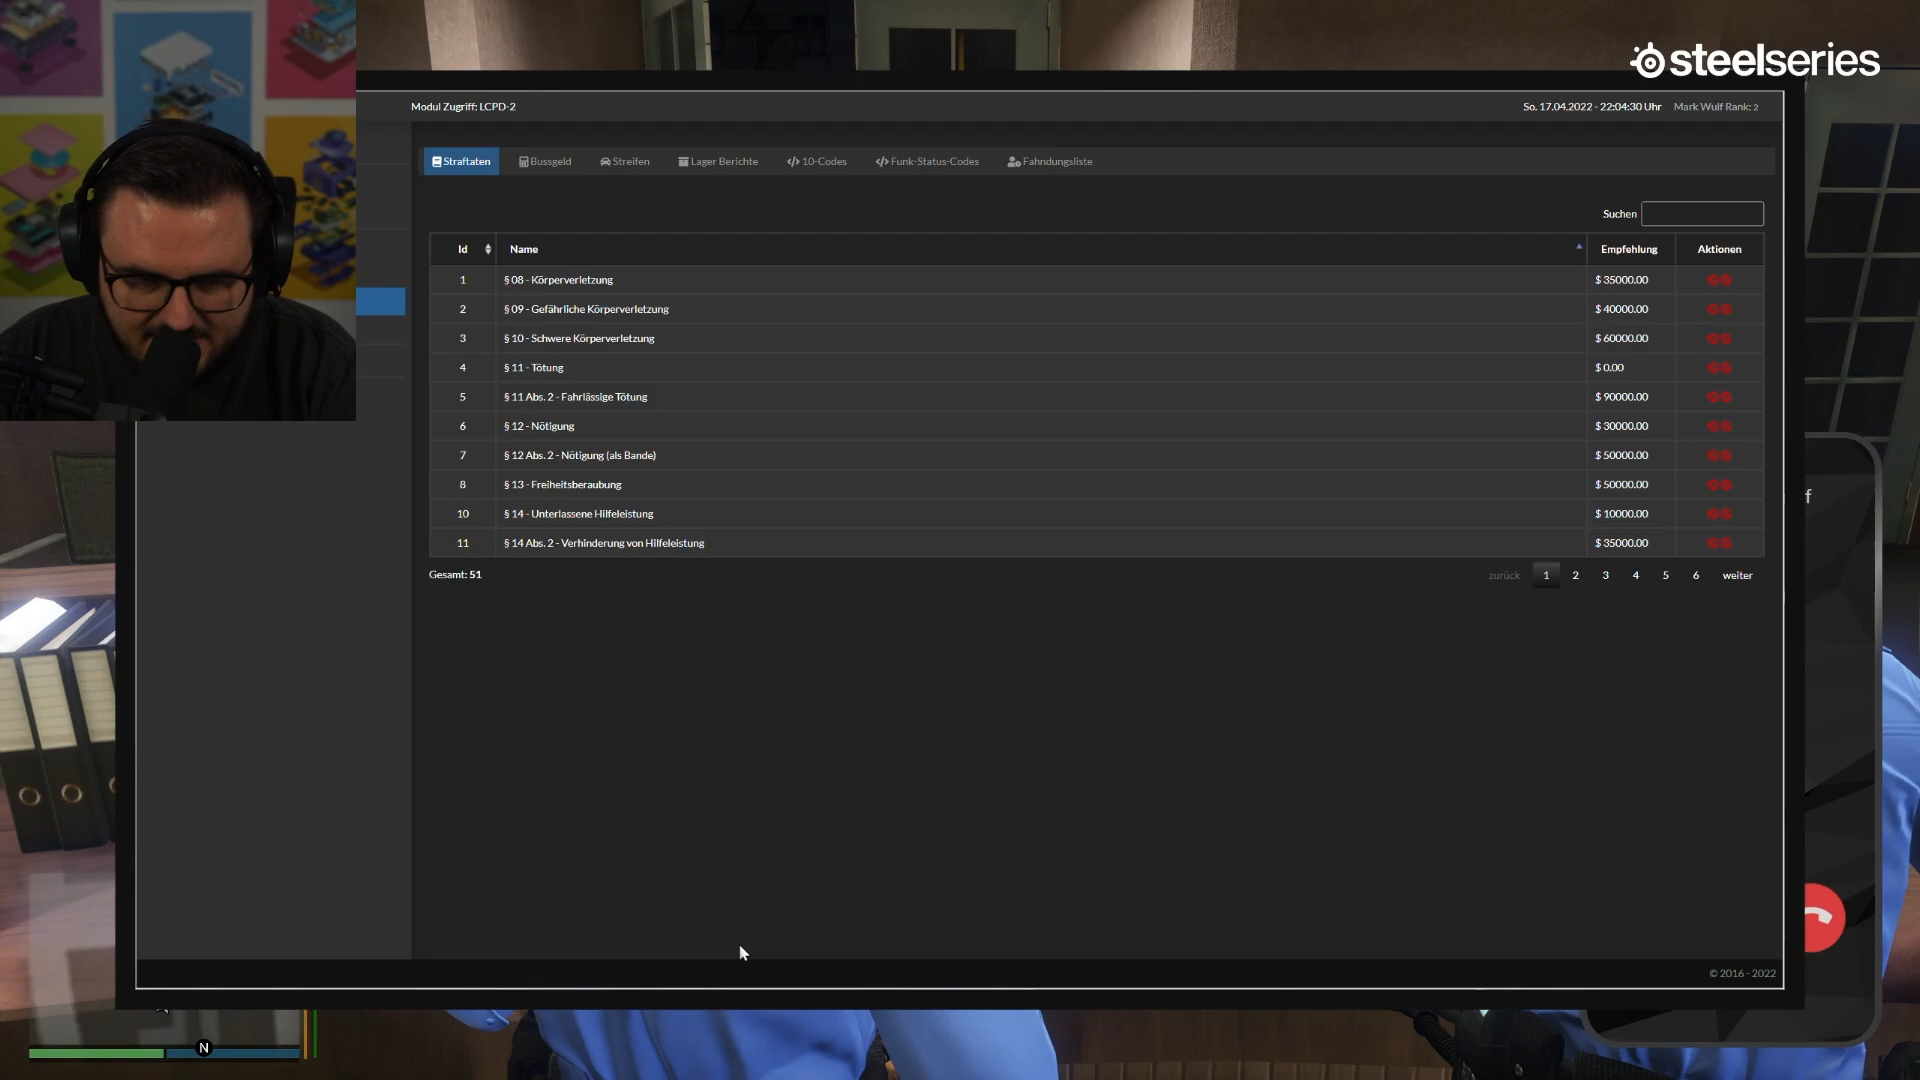 steelseries
Modul Zugriff: LCPD-2
So. 17.04.2022 - 22:04:30 Uhr Mark Wulf Rank: 2
Straftaten Bussgeld Streifen Lager Berichte 10-Codes Funk-Status-Codes Fahndungsliste
Suchen
Id Name Empfehlung Aktionen
1 § 08 - Körperverletzung $ 35000.00
2 § 09 - Gefährliche Körperverletzung $ 40000.00
3 § 10 - Schwere Körperverletzung $ 60000.00
4 § 11 - Tötung $ 0.00
5 § 11 Abs. 2 - Fahrlässige Tötung $ 90000.00
6 § 12 - Nötigung $ 30000.00
7 § 12 Abs. 2 - Nötigung (als Bande) $ 50000.00
8 § 13 - Freiheitsberaubung $ 50000.00
10 § 14 - Unterlassene Hilfeleistung $ 10000.00
11 § 14 Abs. 2 - Verhinderung von Hilfeleistung $ 35000.00
Gesamt: 51
zurück 1 2 3 4 5 6 weiter
© 2016 - 2022
f
N